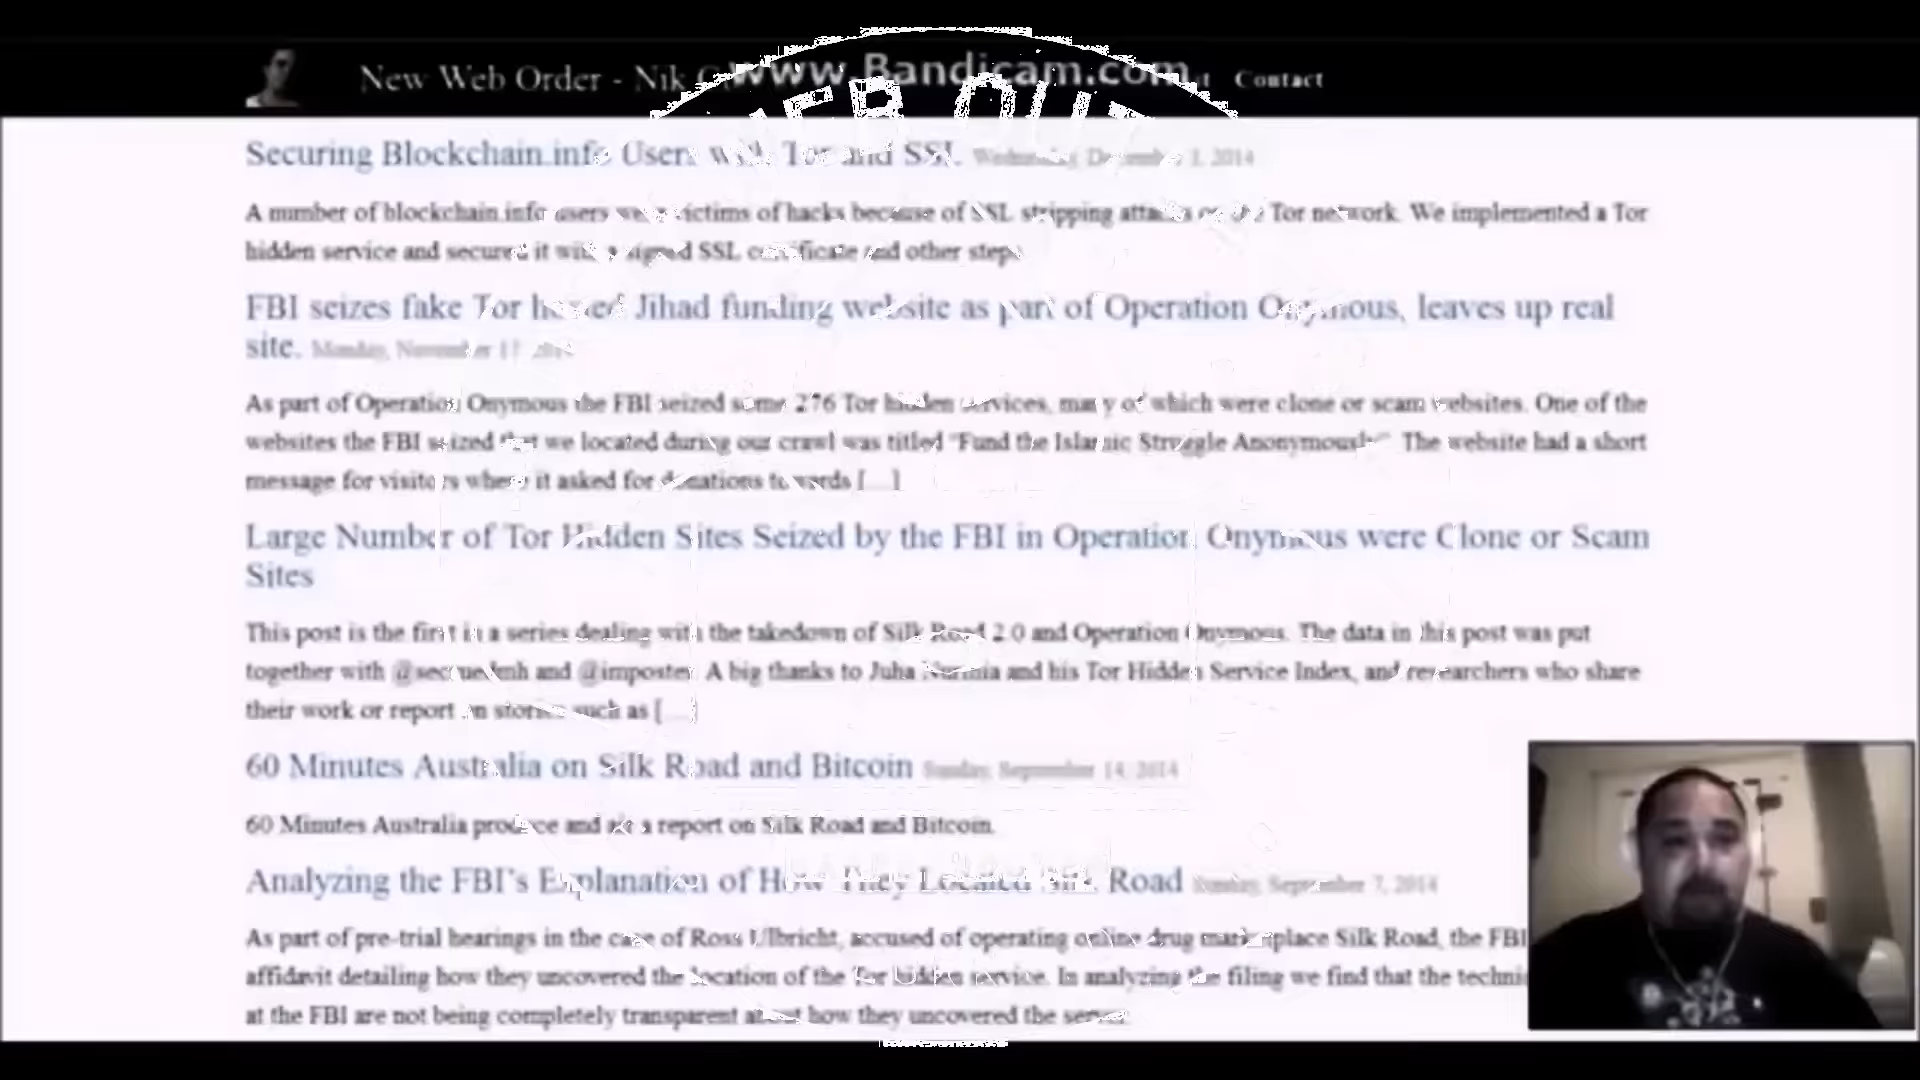 www.Bandicam.com
New Web Order - Nik
Contact
Securing Blockchain.info Users with Tor and SSL Wednesday, December 3, 2014
A number of blockchain.info users were victims of hacks because of SSL stripping attacks on the Tor network. We implemented a Tor
hidden service and secured it with a signed SSL certificate and other steps
FBI seizes fake Tor hosted Jihad funding website as part of Operation Onymous, leaves up real
site. Monday, November 17, 2014
As part of Operation Onymous the FBI seized some 276 Tor hidden services, many of which were clone or scam websites. One of the
websites the FBI seized that we located during our crawl was titled "Fund the Islamic Struggle Anonymously". The website had a short
message for visitors where it asked for donations towards [...]
Large Number of Tor Hidden Sites Seized by the FBI in Operation Onymous were Clone or Scam
Sites
This post is the first in a series dealing with the takedown of Silk Road 2.0 and Operation Onymous. The data in this post was put
together with and @imposter. A big thanks to Juha and his Tor Hidden Service Index, and researchers who share
their work or report on stories such as [...]
60 Minutes Australia on Silk Road and Bitcoin Sunday, September 14, 2014
60 Minutes Australia produce and air a report on Silk Road and Bitcoin.
Analyzing the FBI's Explanation of How They Located Silk Road Sunday, September 7, 2014
As part of pre-trial hearings in the case of Ross Ulbricht, accused of operating online drug marketplace Silk Road, the FBI
affidavit detailing how they uncovered the location of the Tor hidden service. In analyzing the filing we find that the techni
at the FBI are not being completely transparent about how they uncovered the server.